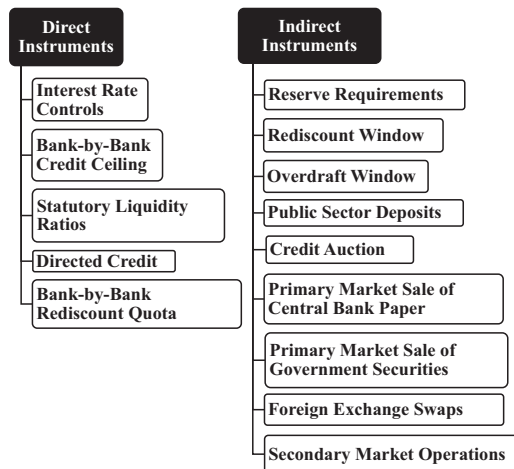 Direct
Instruments
Interest Rate
Controls
Bank-by-Bank
Credit Ceiling
Statutory Liquidity
Ratios
Directed Credit
Bank-by-Bank
Rediscount Quota
Indirect
Instruments
Reserve Requirements
Rediscount Window
Overdraft Window
Public Sector Deposits
Credit Auction
Primary Market Sale of
Central Bank Paper
Primary Market Sale of
Government Securities
Foreign Exchange Swaps
Secondary Market Operations